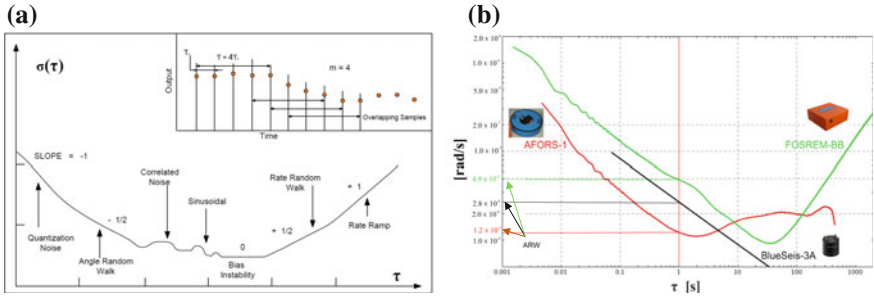 (a)
σ(τ)
τ。
τ = 4τ。
m = 4
Output
Overlapping Samples
Time
SLOPE = -1
Correlated
Noise
Sinusoidal
Rate Random
Walk
+ 1
- 1/2
0
+ 1/2
Quantization
Noise
Angle Random
Walk
Bias
Instability
Rate Ramp
τ
(b)
[rad/s]
AFORS-1
FOSREM-BB
BlueSeis-3A
ARW
0.001
0.01
0.1
1
10
100
1000
τ [s]